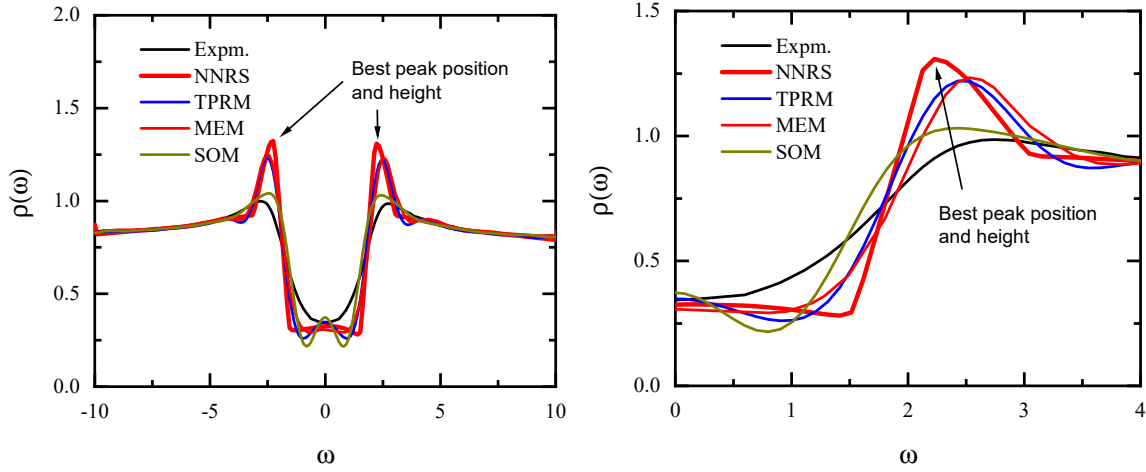 2.0
1.5
1.0
0.5
0.0
-10
-5
0
5
10
ρ(ω)
ω
Expm.
NNRS
TPRM
MEM
SOM
Best peak position
and height
1.5
1.0
0.5
0.0
0
1
2
3
4
ρ(ω)
ω
Expm.
NNRS
TPRM
MEM
SOM
Best peak position
and height